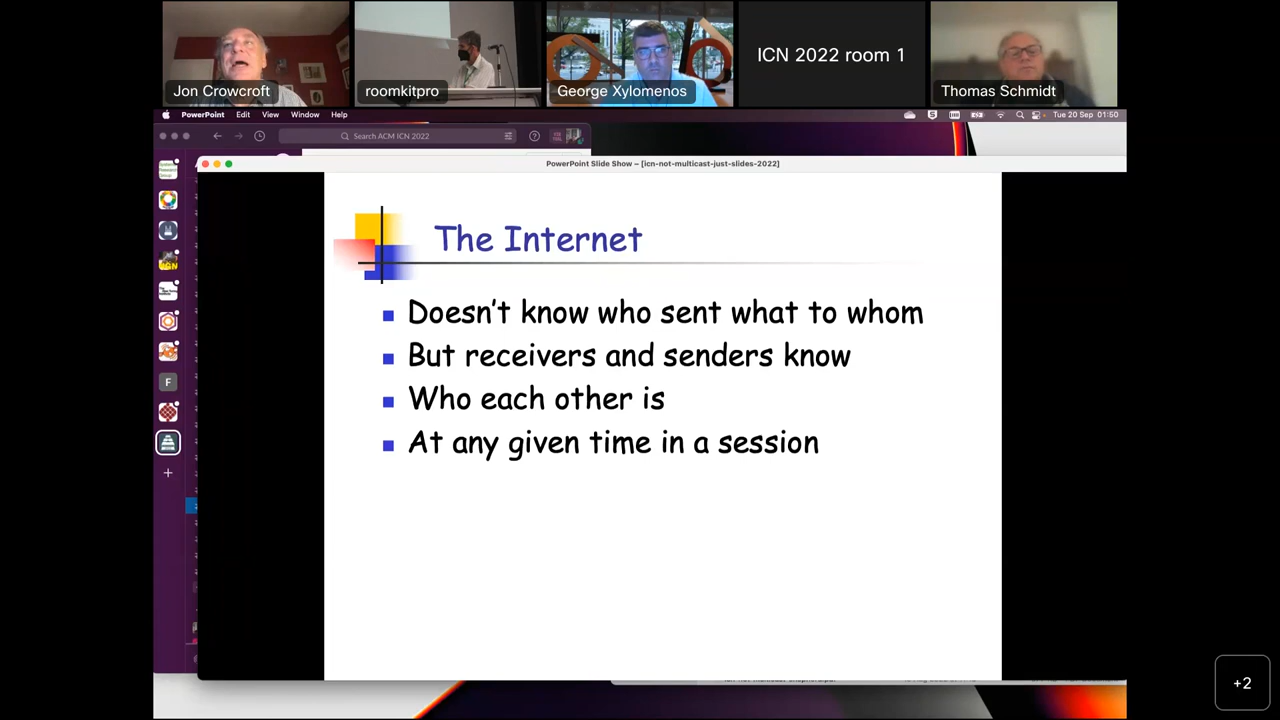 ICN 2022 room 1
Jon Crowcroft
roomkitpro
George Xylomenos
Thomas Schmidt
PowerPoint Edit View Window Help
Tue 20 Sep 01:50
Search ACM ICN 2022
PowerPoint Slide Show – [icn-not-multicast-just-slides-2022]
The Internet
Doesn't know who sent what to whom
But receivers and senders know
Who each other is
At any given time in a session
F
+
+2